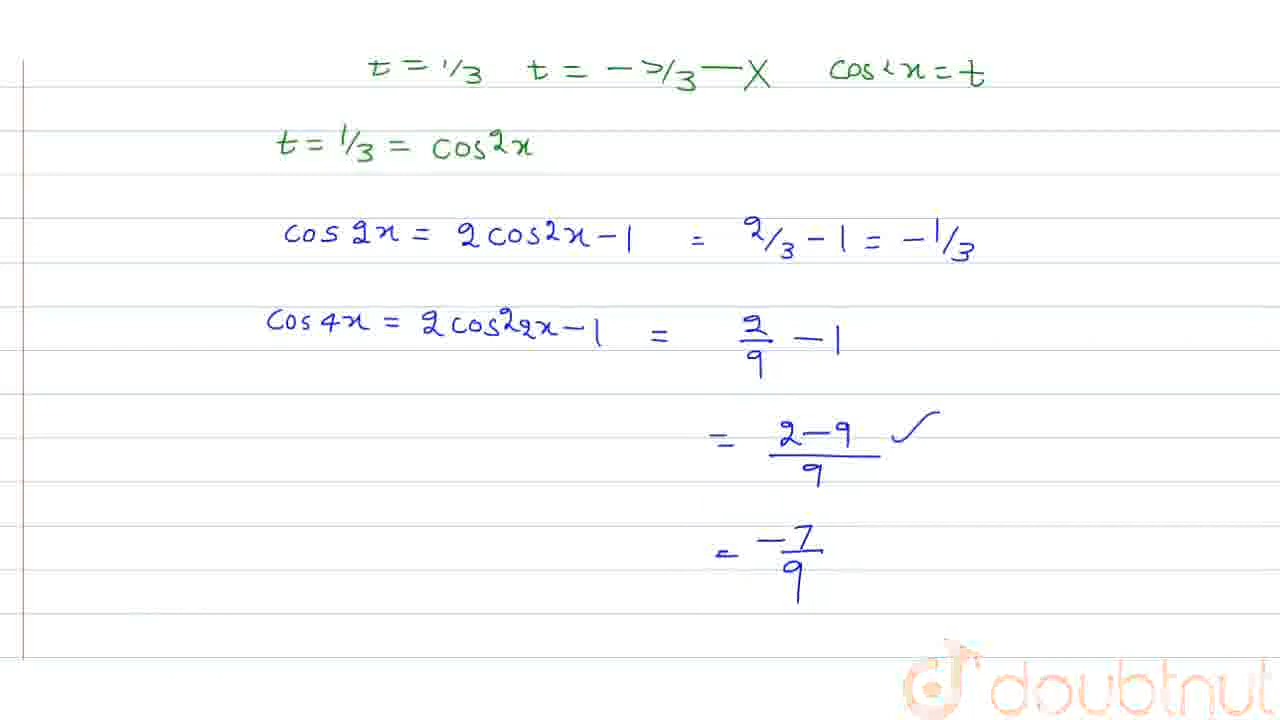 t = 1/3 t = -5/3 — X cos²x = t
t = 1/3 = cos²x
cos 2x = 2cos²x - 1 = 2/3 - 1 = -1/3
cos 4x = 2cos²2x - 1 = 2/9 - 1
= (2-9)/9 ✓
= -7/9
doubtnut